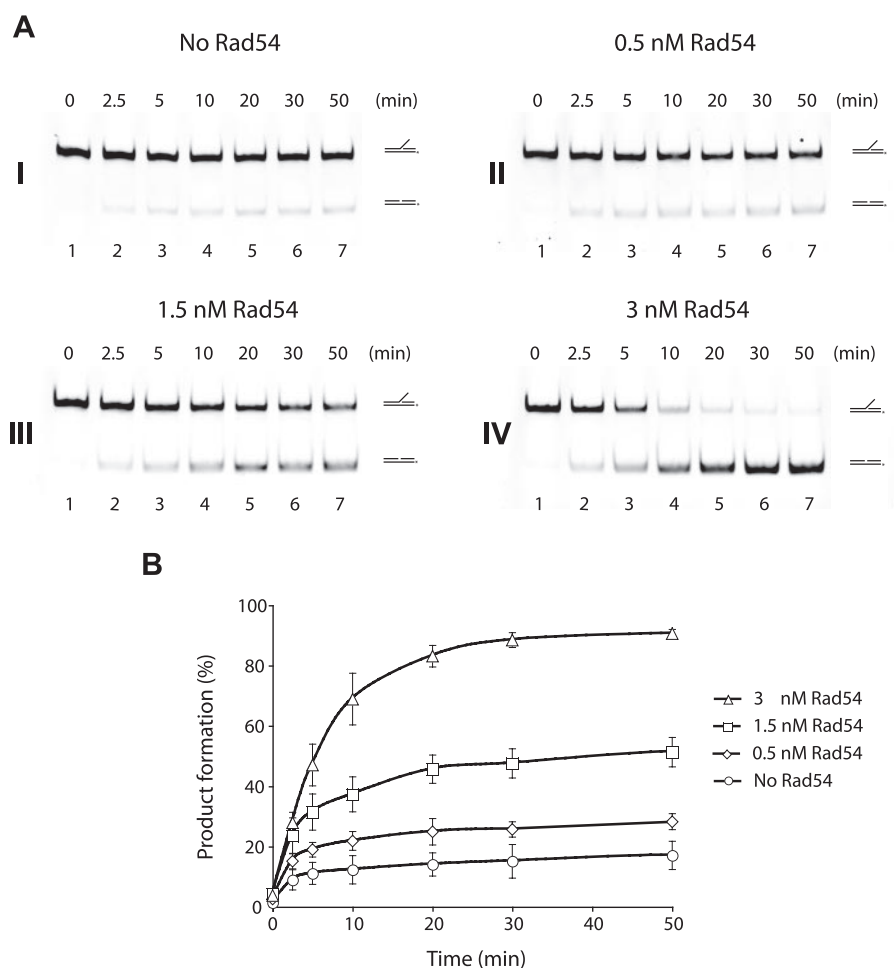 A
No Rad54
0 2.5 5 10 20 30 50 (min)
I
1 2 3 4 5 6 7
0.5 nM Rad54
0 2.5 5 10 20 30 50 (min)
II
1 2 3 4 5 6 7
1.5 nM Rad54
0 2.5 5 10 20 30 50 (min)
III
1 2 3 4 5 6 7
3 nM Rad54
0 2.5 5 10 20 30 50 (min)
IV
1 2 3 4 5 6 7
B
Product formation (%)
100
80
60
40
20
0
0 10 20 30 40 50
Time (min)
3 nM Rad54
1.5 nM Rad54
0.5 nM Rad54
No Rad54